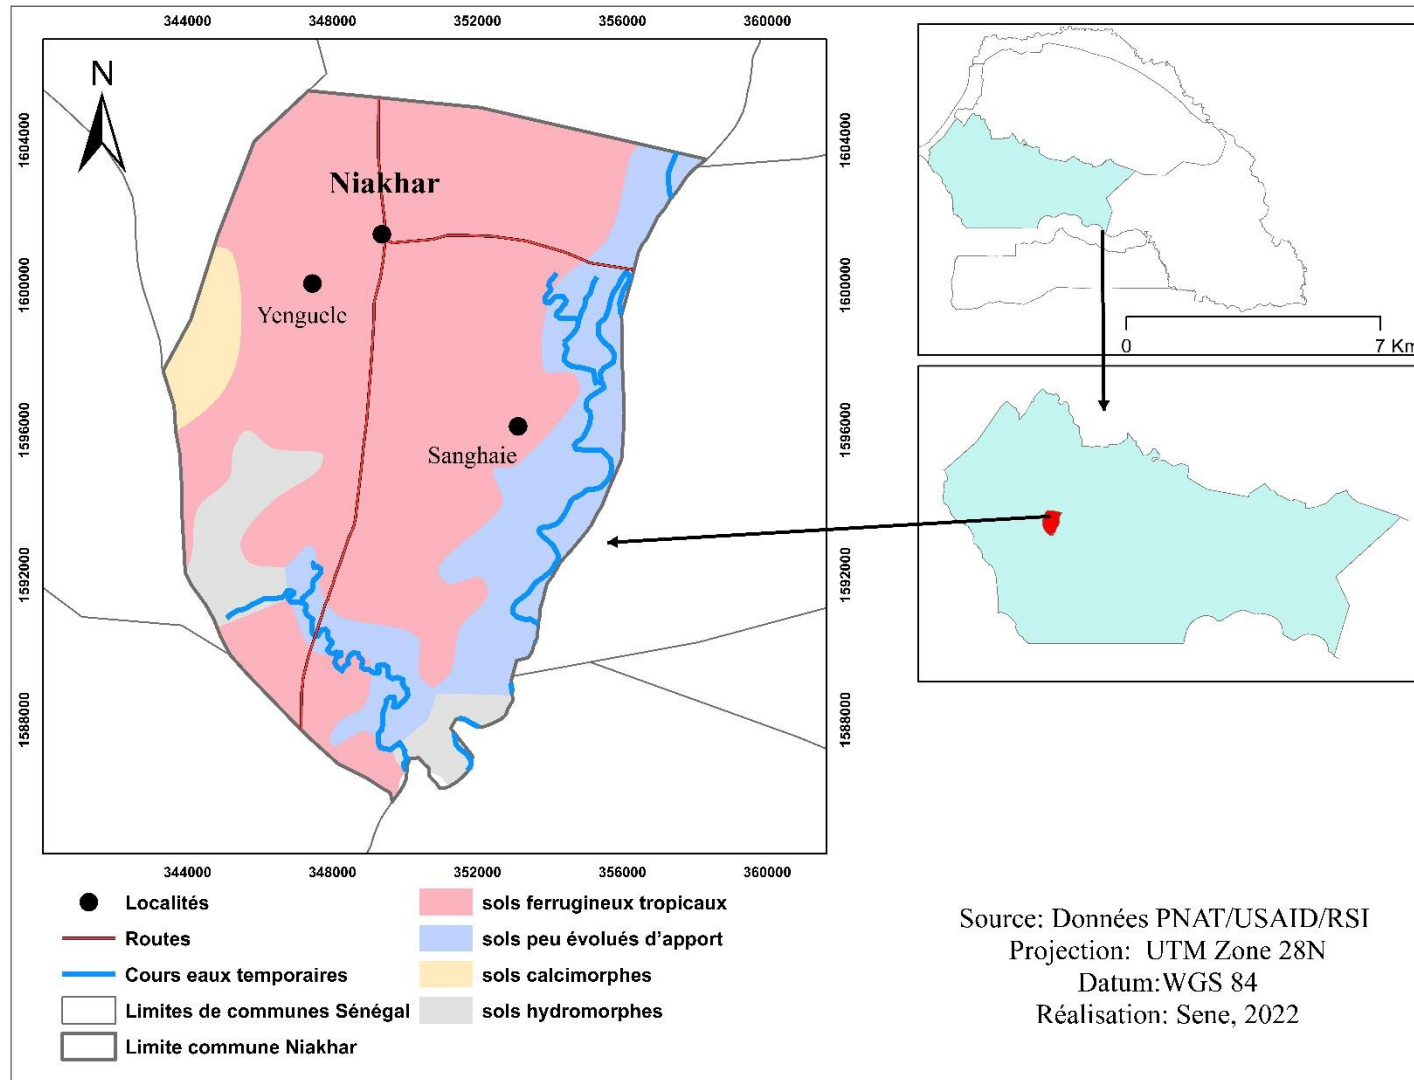 344000 348000 352000 356000 360000
N
1604000
1600000
1596000
1592000
1588000
Niakhar
Yenguele
Sanghaie
1604000
1600000
1596000
1592000
1588000
344000 348000 352000 356000 360000
0 7 Km
Localités
Routes
Cours eaux temporaires
Limites de communes Sénégal
Limite commune Niakhar
sols ferrugineux tropicaux
sols peu évolués d'apport
sols calcimorphes
sols hydromorphes
Source: Données PNAT/USAID/RSI
Projection: UTM Zone 28N
Datum:WGS 84
Réalisation: Sene, 2022